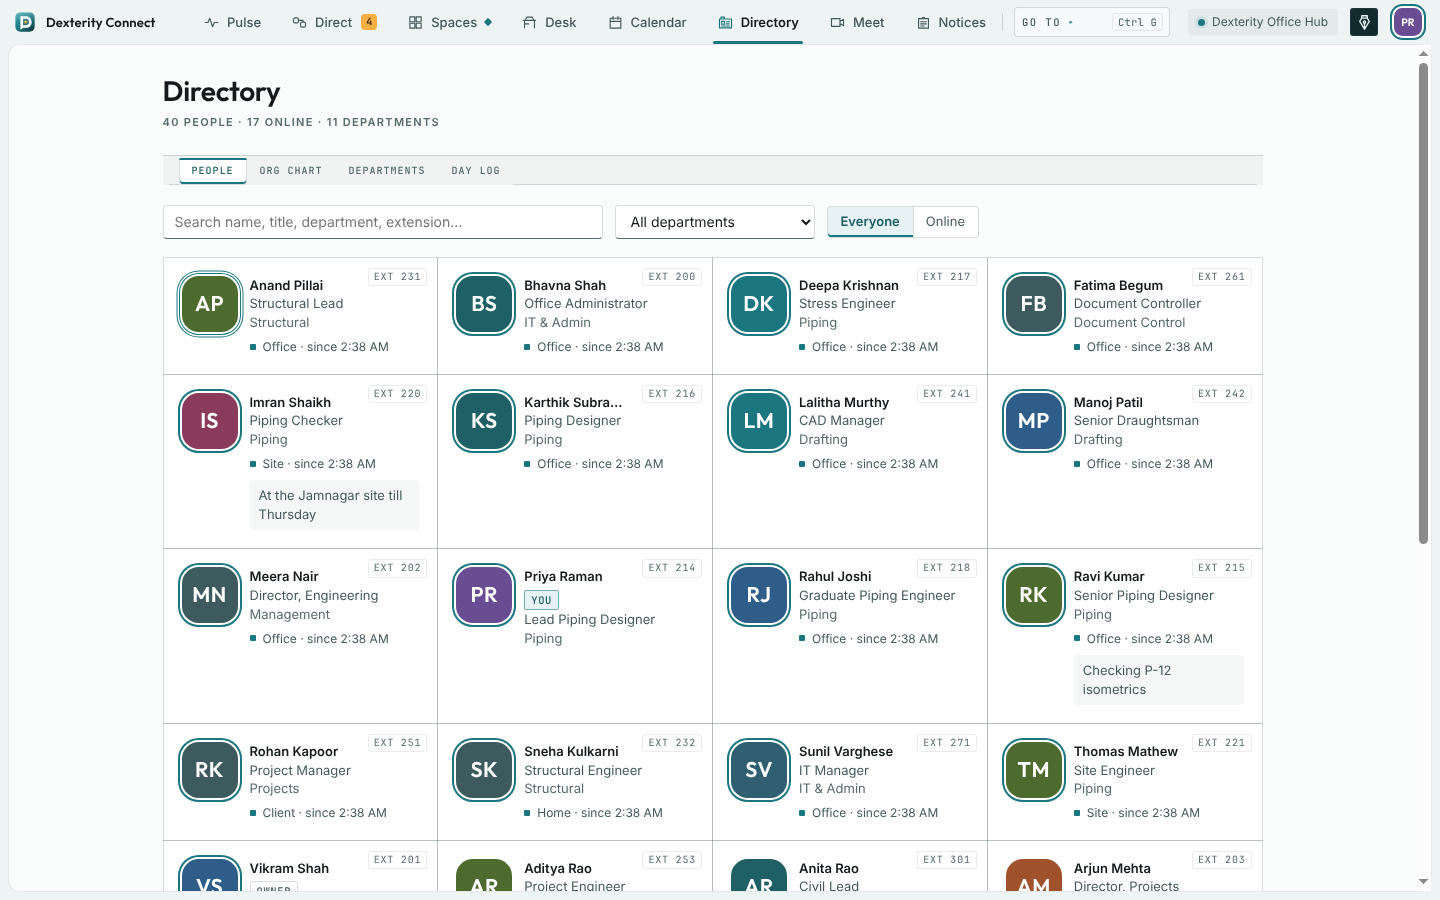 Dexterity Connect
Pulse
Direct 4
Spaces
Desk
Calendar
Directory
Meet
Notices
GO TO
Ctrl G
Dexterity Office Hub
PR
Directory
40 PEOPLE · 17 ONLINE · 11 DEPARTMENTS
PEOPLE
ORG CHART
DEPARTMENTS
DAY LOG
Search name, title, department, extension...
All departments
Everyone
Online
AP
Anand Pillai
EXT 231
Structural Lead
Structural
Office · since 2:38 AM
BS
Bhavna Shah
EXT 200
Office Administrator
IT & Admin
Office · since 2:38 AM
DK
Deepa Krishnan
EXT 217
Stress Engineer
Piping
Office · since 2:38 AM
FB
Fatima Begum
EXT 261
Document Controller
Document Control
Office · since 2:38 AM
IS
Imran Shaikh
EXT 220
Piping Checker
Piping
Site · since 2:38 AM
At the Jamnagar site till
Thursday
KS
Karthik Subra...
EXT 216
Piping Designer
Piping
Office · since 2:38 AM
LM
Lalitha Murthy
EXT 241
CAD Manager
Drafting
Office · since 2:38 AM
MP
Manoj Patil
EXT 242
Senior Draughtsman
Drafting
Office · since 2:38 AM
MN
Meera Nair
EXT 202
Director, Engineering
Management
Office · since 2:38 AM
PR
Priya Raman
EXT 214
YOU
Lead Piping Designer
Piping
RJ
Rahul Joshi
EXT 218
Graduate Piping Engineer
Piping
Office · since 2:38 AM
RK
Ravi Kumar
EXT 215
Senior Piping Designer
Piping
Office · since 2:38 AM
Checking P-12
isometrics
RK
Rohan Kapoor
EXT 251
Project Manager
Projects
Client · since 2:38 AM
SK
Sneha Kulkarni
EXT 232
Structural Engineer
Structural
Home · since 2:38 AM
SV
Sunil Varghese
EXT 271
IT Manager
IT & Admin
Office · since 2:38 AM
TM
Thomas Mathew
EXT 221
Site Engineer
Piping
Site · since 2:38 AM
VS
Vikram Shah
EXT 201
OWNER
AR
Aditya Rao
EXT 253
Project Engineer
AR
Anita Rao
EXT 301
Civil Lead
AM
Arjun Mehta
EXT 203
Director, Projects